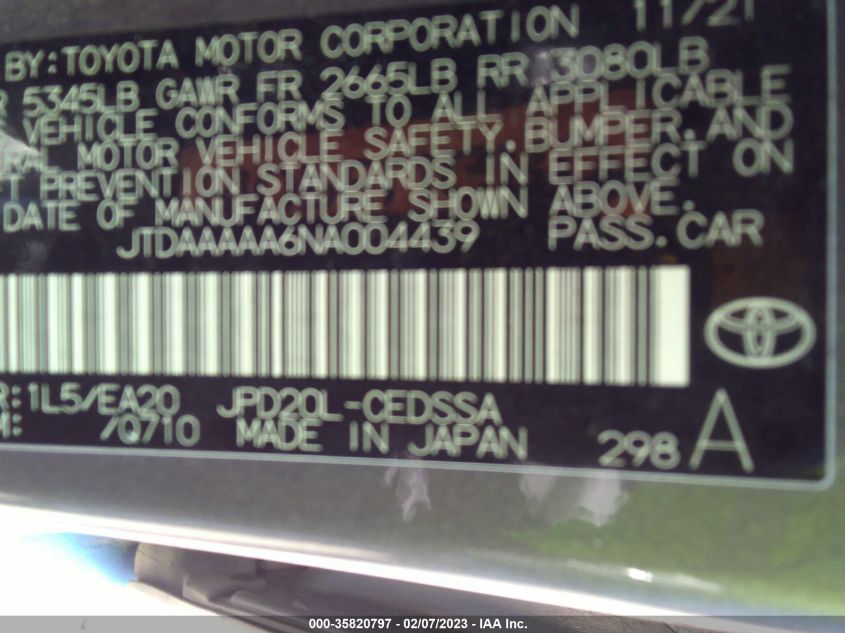 BY:TOYOTA MOTOR CORPORATION 11/21
R 5345LB GAWR FR 2665LB RR 3080LB
VEHICLE CONFORMS TO ALL APPLICABLE
RAL MOTOR VEHICLE SAFETY,BUMPER,AND
T PREVENTION STANDARDS IN EFFECT ON
DATE OF MANUFACTURE SHOWN ABOVE.
JTDAAAAA6NA004439 PASS.CAR
R:1L5/EA20 JPD20L-CEDSSA
M: /Q710 MADE IN JAPAN 298 A
000-35820797 - 02/07/2023 - IAA Inc.